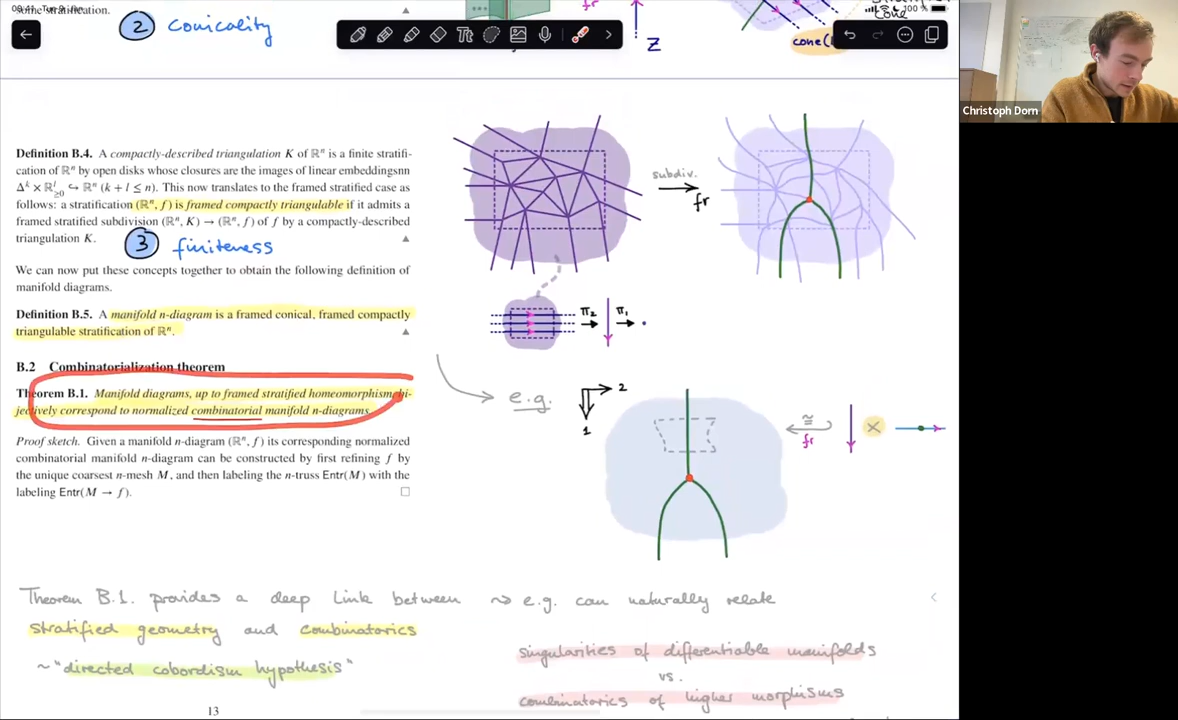 some stratification.
② conicality
fr
Z
cone(
Cone
100 %
Christoph Dorn
Definition B.4. A compactly-described triangulation K of ℝⁿ is a finite stratifi-
cation of ℝⁿ by open disks whose closures are the images of linear embeddingsnn
Δᵏ × ℝˡ≥0 ↪ ℝⁿ (k + l ≤ n). This now translates to the framed stratified case as
follows: a stratification (ℝⁿ, f) is framed compactly triangulable if it admits a
framed stratified subdivision (ℝⁿ, K) → (ℝⁿ, f) of f by a compactly-described
triangulation K.
③ finiteness
We can now put these concepts together to obtain the following definition of
manifold diagrams.
Definition B.5. A manifold n-diagram is a framed conical, framed compactly
triangulable stratification of ℝⁿ.
B.2 Combinatorialization theorem
Theorem B.1. Manifold diagrams, up to framed stratified homeomorphism, bi-
jectively correspond to normalized combinatorial manifold n-diagrams.
Proof sketch. Given a manifold n-diagram (ℝⁿ, f) its corresponding normalized
combinatorial manifold n-diagram can be constructed by first refining f by
the unique coarsest n-mesh M, and then labeling the n-truss Entr(M) with the
labeling Entr(M → f).
subdiv.
fr
π₂ π₁
e.g.
2
1
≅
fr
×
Theorem B.1. provides a deep link between
stratified geometry and combinatorics
~ "directed cobordism hypothesis"
⇝ e.g. can naturally relate
singularities of differentiable manifolds
vs.
combinatorics of higher morphisms
13